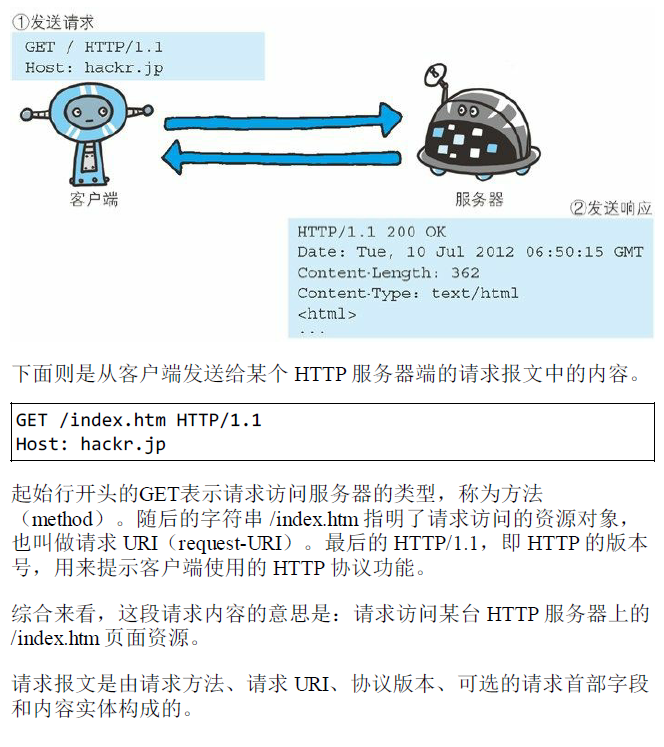 ①发送请求
GET / HTTP/1.1
Host: hackr.jp
客户端
服务器
②发送响应
HTTP/1.1 200 OK
Date: Tue, 10 Jul 2012 06:50:15 GMT
Content-Length: 362
Content-Type: text/html
<html>
...
下面则是从客户端发送给某个 HTTP 服务器端的请求报文中的内容。
GET /index.htm HTTP/1.1
Host: hackr.jp
起始行开头的GET表示请求访问服务器的类型，称为方法
（method）。随后的字符串 /index.htm 指明了请求访问的资源对象，
也叫做请求 URI（request-URI）。最后的 HTTP/1.1，即 HTTP 的版本
号，用来提示客户端使用的 HTTP 协议功能。
综合来看，这段请求内容的意思是：请求访问某台 HTTP 服务器上的
/index.htm 页面资源。
请求报文是由请求方法、请求 URI、协议版本、可选的请求首部字段
和内容实体构成的。